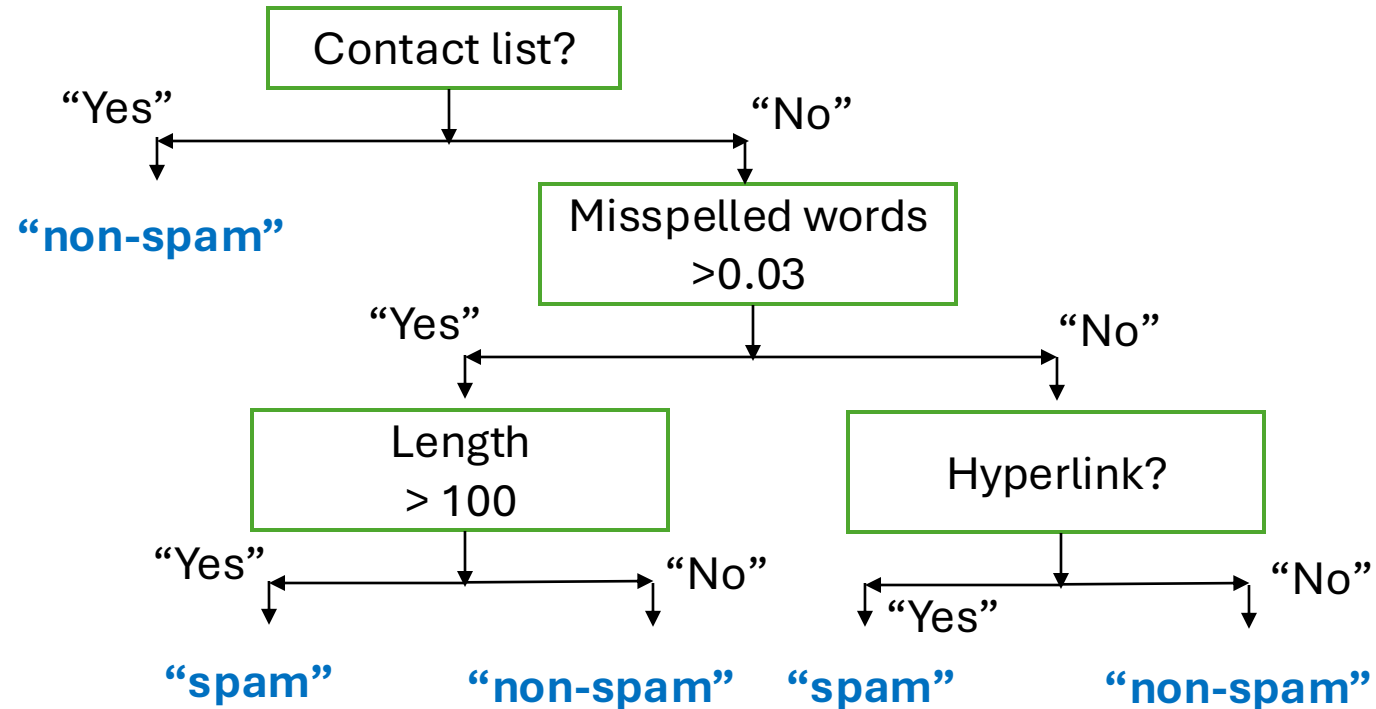 Contact list?
“Yes”
“No”
“non-spam”
Misspelled words
>0.03
“Yes”
“No”
Length
> 100
Hyperlink?
“Yes”
“No”
“Yes”
“No”
“spam”
“non-spam”
“spam”
“non-spam”